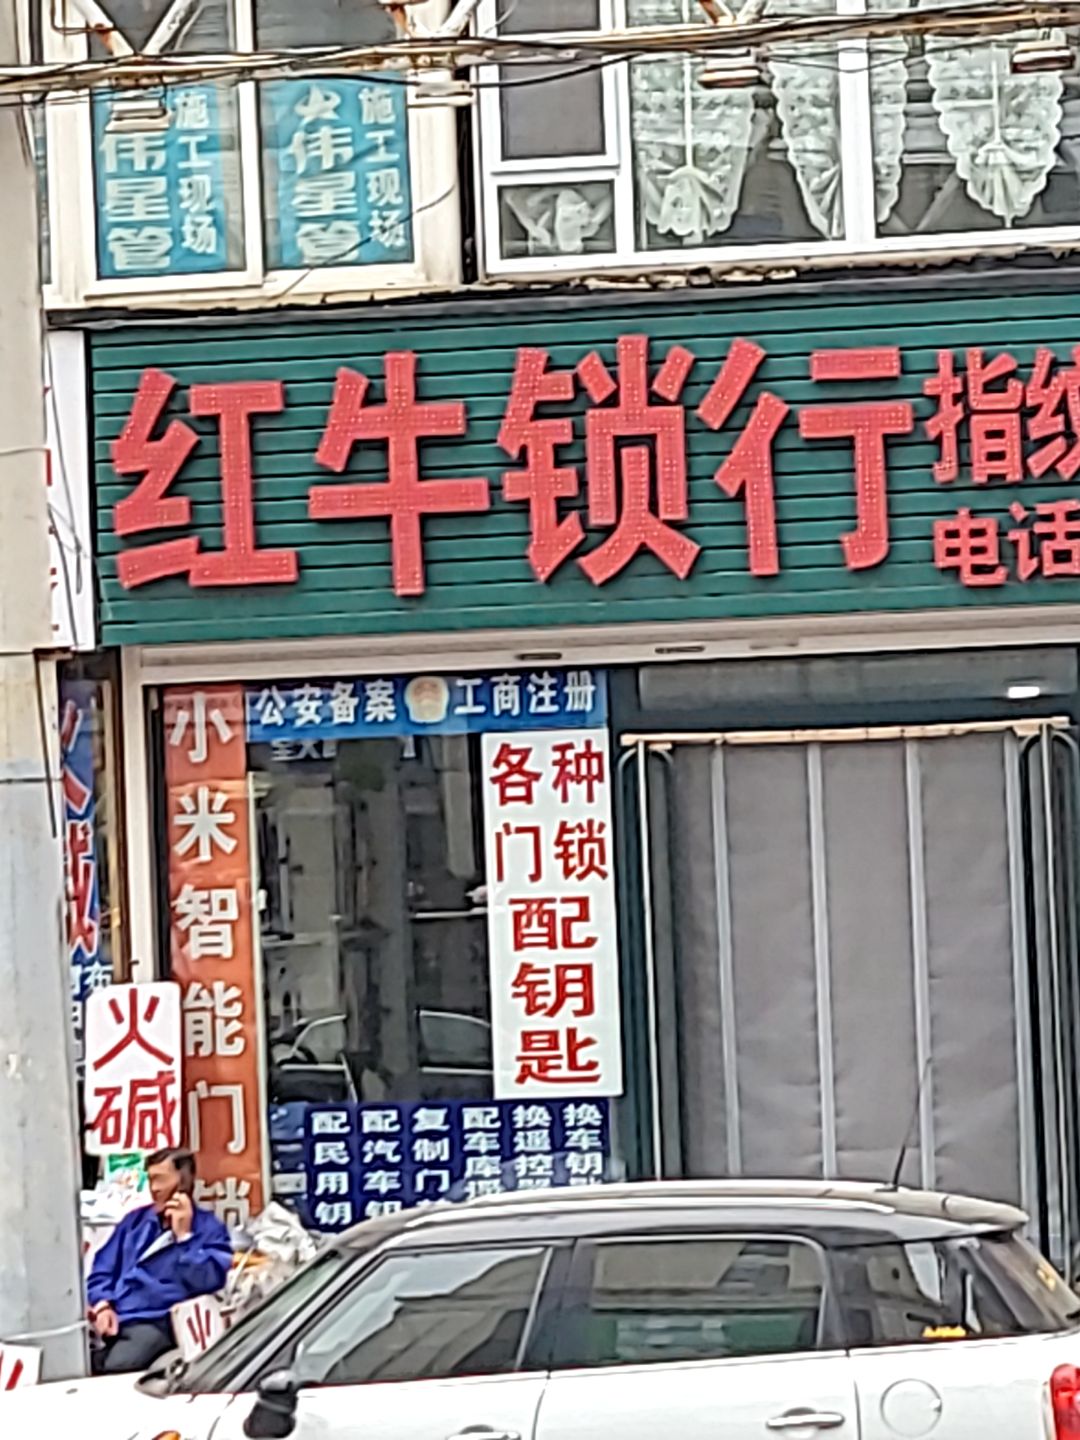 伟星管
施工现场
火伟星管
施工现场
红牛锁行
指纹
电话
公安备案 工商注册
小米智能门锁
各种
门锁
配
钥
匙
火碱
配民用钥
配汽车钥
复制门
配车库遥
换遥控器
换车钥
火